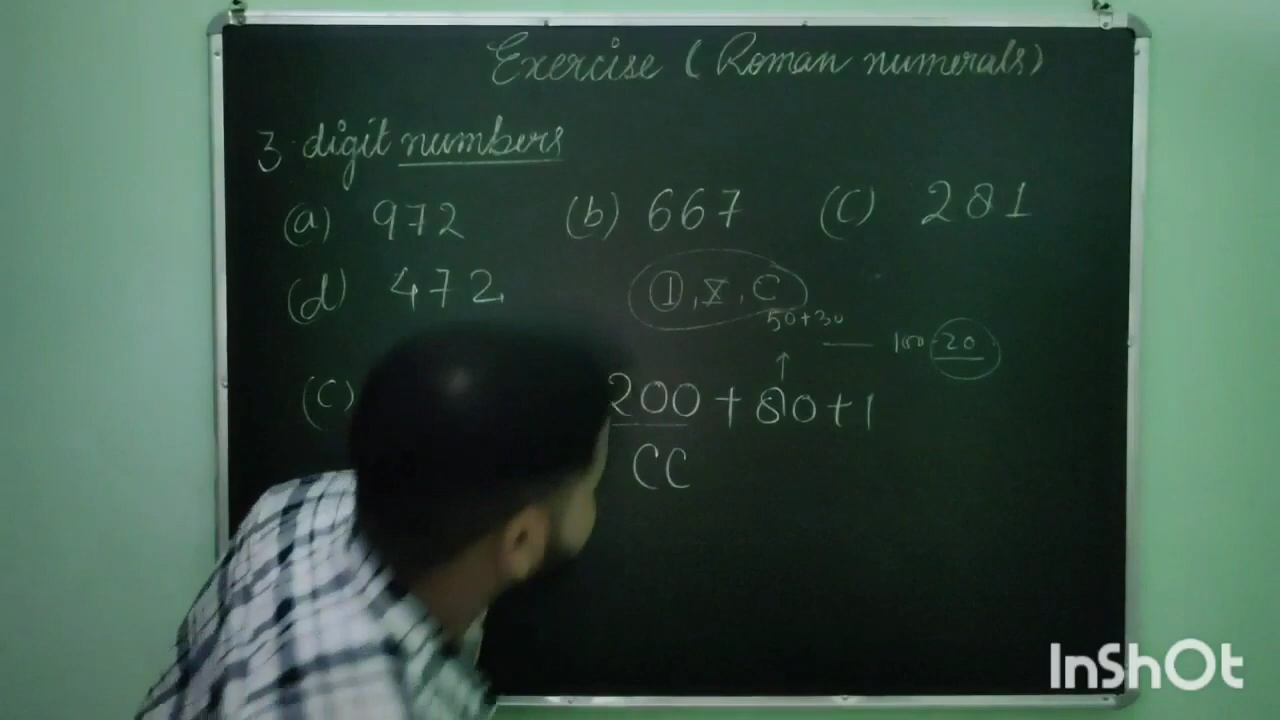 Exercise (Roman numerals)
3 digit numbers
(a) 972 (b) 667 (c) 281
(d) 472 I, X, C
50+30
100-20
(c) 200 + 80 + 1
CC
InShOt